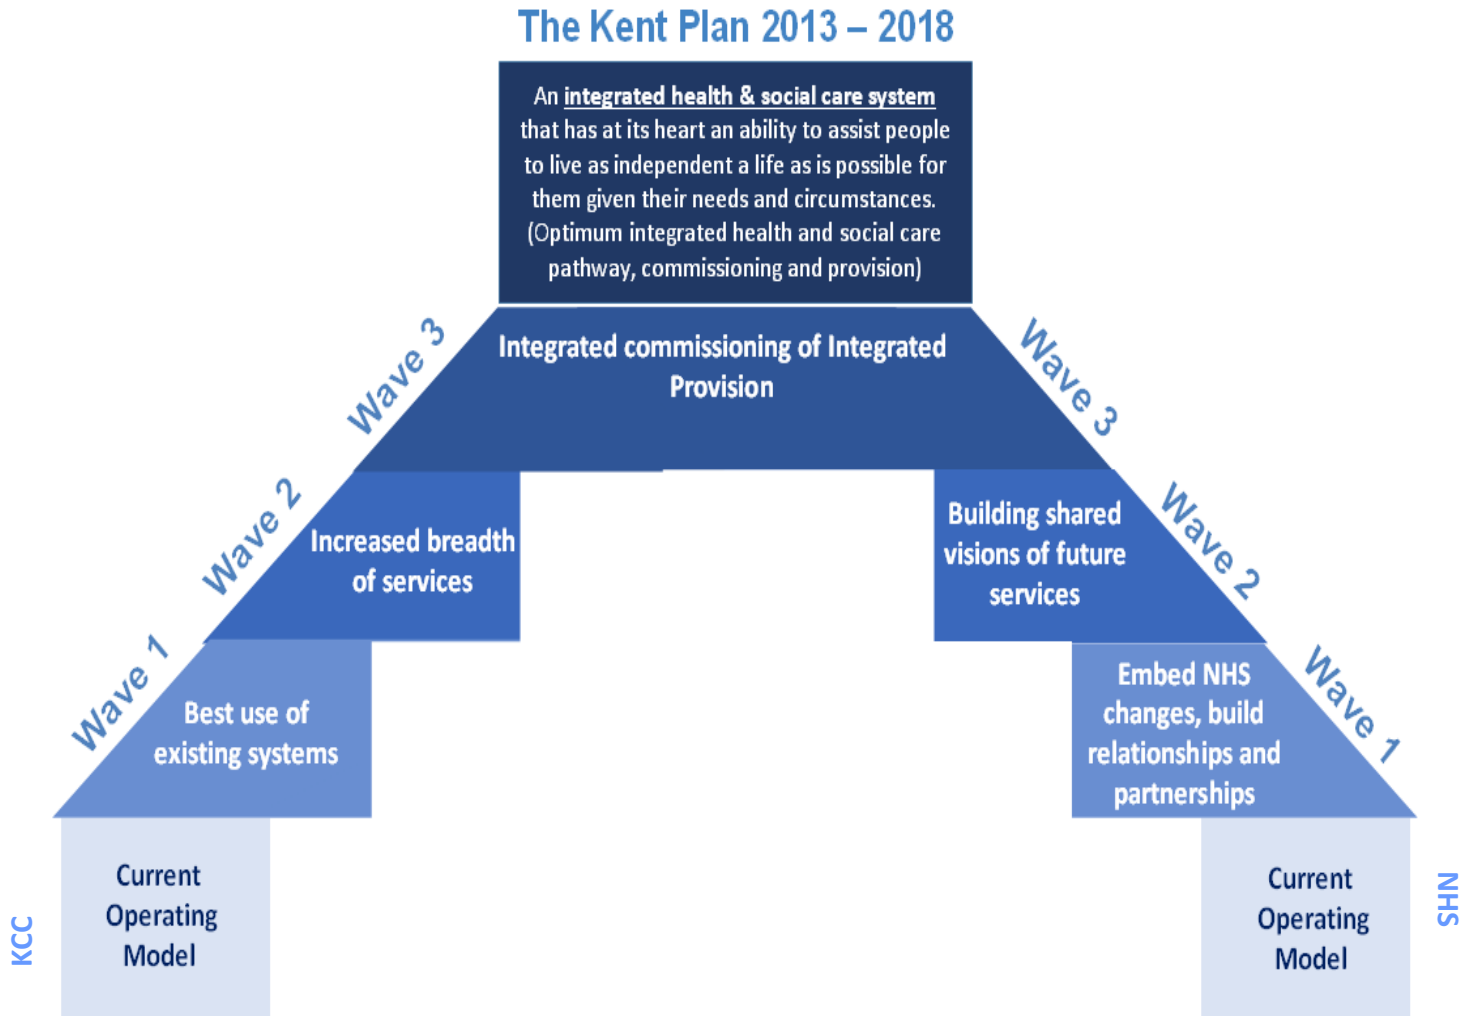 The Kent Plan 2013 – 2018
An integrated health & social care system
that has at its heart an ability to assist people
to live as independent a life as is possible for
them given their needs and circumstances.
(Optimum integrated health and social care
pathway, commissioning and provision)
Wave 3
Integrated commissioning of Integrated
Provision
Wave 3
Wave 2
Increased breadth
of services
Building shared
visions of future
services
Wave 2
Wave 1
Best use of
existing systems
Embed NHS
changes, build
relationships and
partnerships
Wave 1
KCC
Current
Operating
Model
Current
Operating
Model
NHS